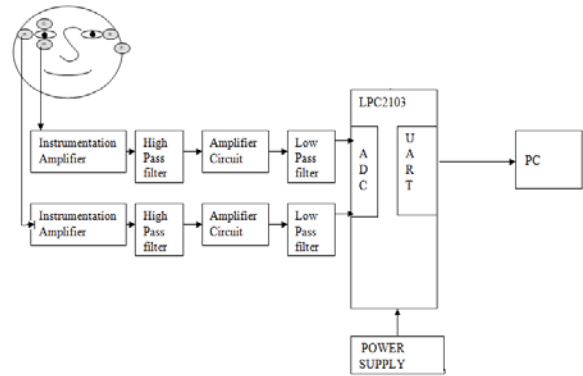 LPC2103
Instrumentation
Amplifier
High
Pass
filter
Amplifier
Circuit
Low
Pass
filter
A
D
C
U
A
R
T
PC
Instrumentation
Amplifier
High
Pass
filter
Amplifier
Circuit
Low
Pass
filter
POWER
SUPPLY